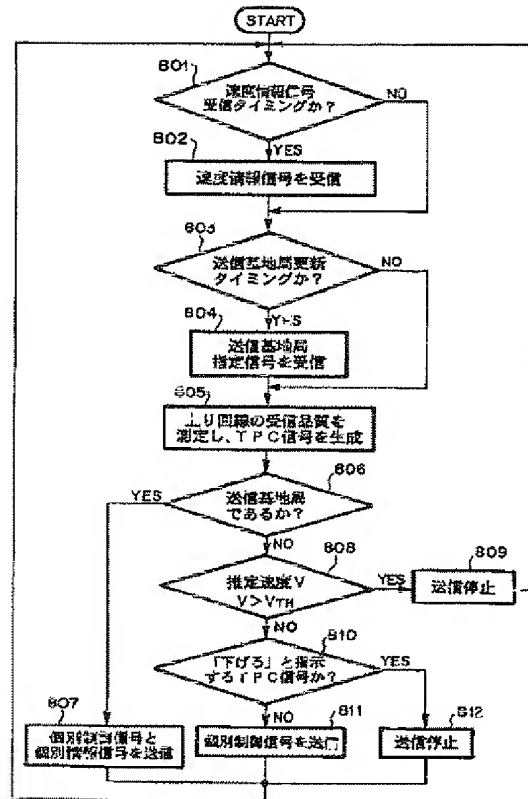 START
801
速度情報信号
受信タイミングか？
NO
802
YES
速度情報信号を受信
803
送信基地局更新
タイミングか？
NO
804
YES
送信基地局
指定信号を受信
805
上り回線の受信品質を
測定し、TPC信号を生成
806
YES
送信基地局
であるか？
NO
808
809
推定速度V
V>VTH
YES
送信停止
NO
810
「下げろ」と指示
するTPC信号か？
YES
807
NO
811
812
個別制御信号と
個別情報信号を送信
個別制御信号を送信
送信停止